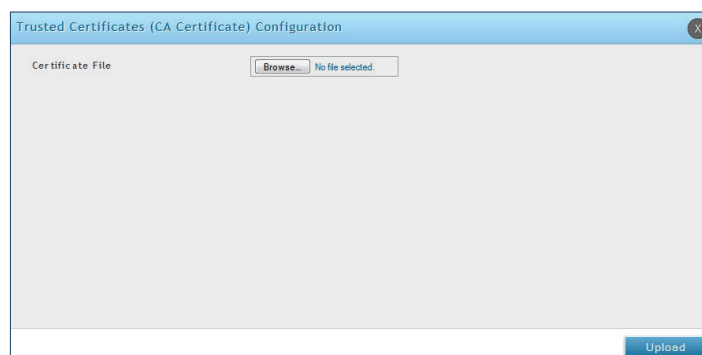 Trusted Certificates (CA Certificate) Configuration
X
Certificate File
Browse... No file selected.
Upload